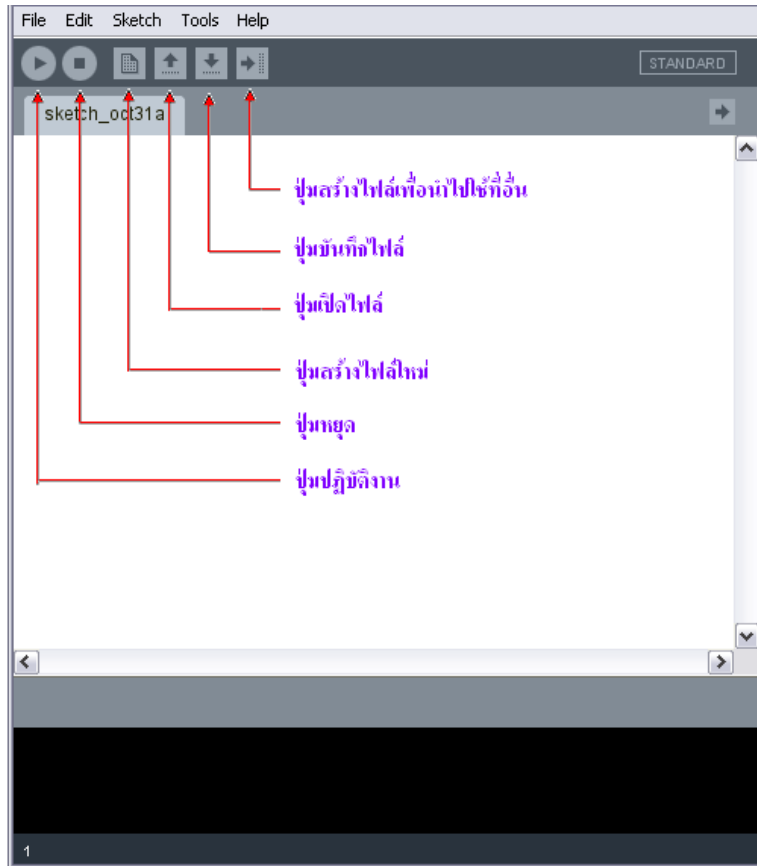 File Edit Sketch Tools Help
STANDARD
sketch_oct31a
ปุ่มสร้างไฟล์เพื่อนำไปใช้ที่อื่น
ปุ่มบันทึกไฟล์
ปุ่มเปิดไฟล์
ปุ่มสร้างไฟล์ใหม่
ปุ่มหยุด
ปุ่มปฏิบัติงาน
1